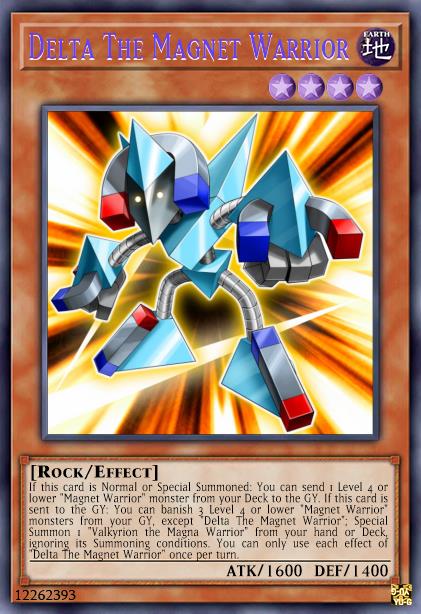 DELTA THE MAGNET WARRIOR
EARTH
地
[ROCK/EFFECT]
If this card is Normal or Special Summoned: You can send 1 Level 4 or
lower "Magnet Warrior" monster from your Deck to the GY. If this card is
sent to the GY: You can banish 3 Level 4 or lower "Magnet Warrior"
monsters from your GY, except "Delta The Magnet Warrior"; Special
Summon 1 "Valkyrion the Magna Warrior" from your hand or Deck,
ignoring its Summoning conditions. You can only use each effect of
"Delta The Magnet Warrior" once per turn.
ATK/1600 DEF/1400
12262393